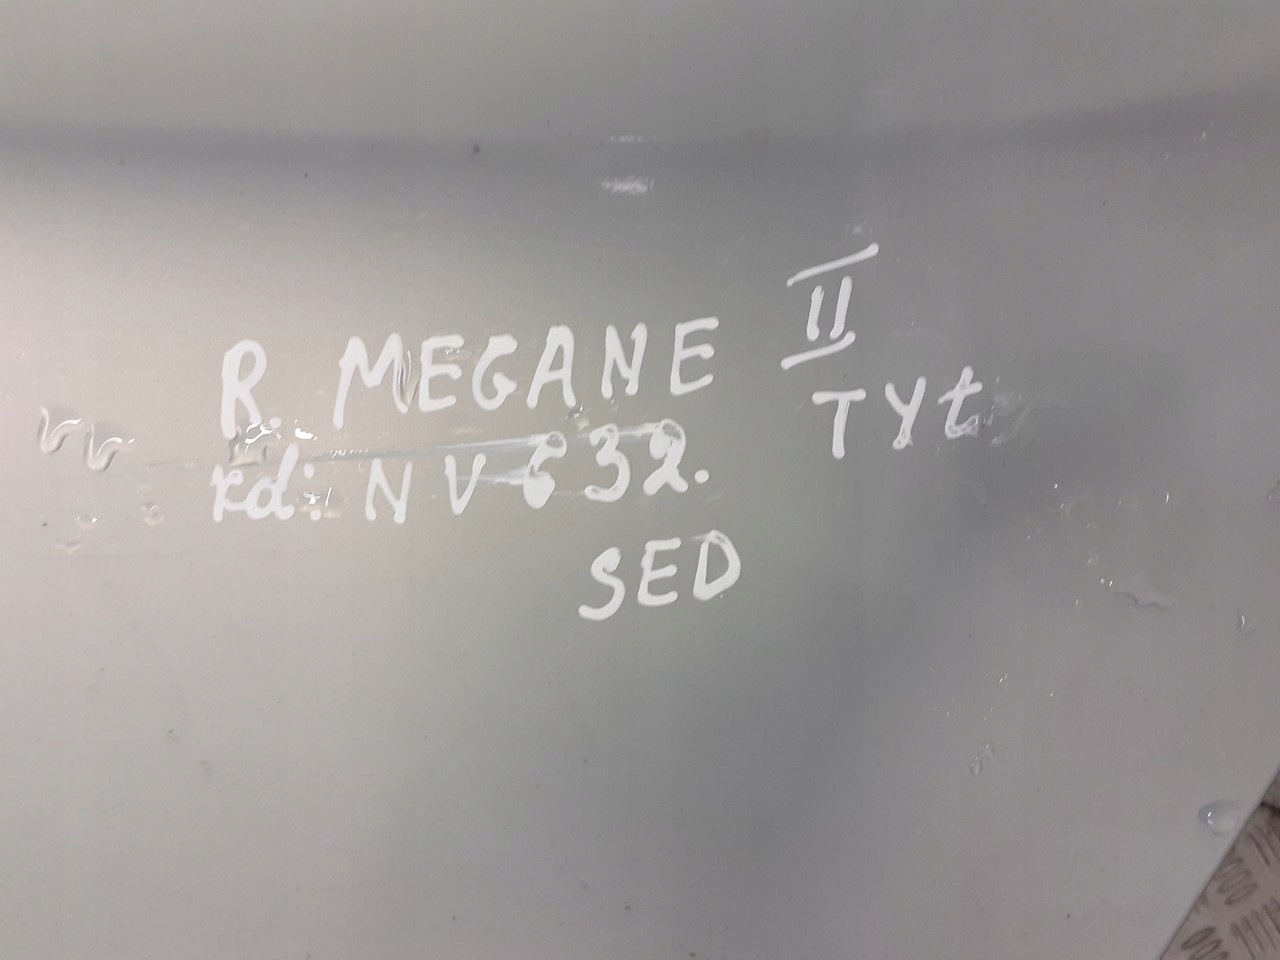 R. MEGANE II
TYt
kd: NV632.
SED